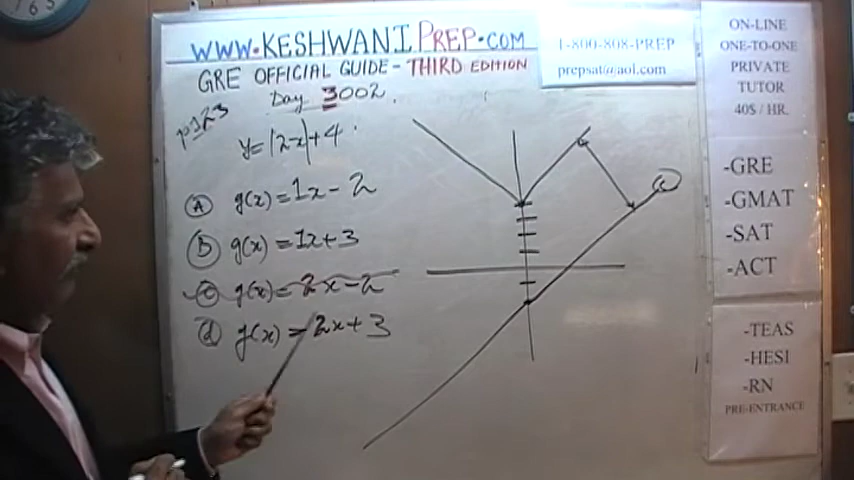 WWW.KESHWANIPREP.COM
GRE OFFICIAL GUIDE - THIRD EDITION
Day 3002.
p123
y=|2x|+4.
A g(x)=1x-2
B g(x)=1x+3
C g(x)=2x-2
d g(x)=2x+3
C
1-800-808-PREP
prepsat@aol.com
ON-LINE
ONE-TO-ONE
PRIVATE
TUTOR
40$ / HR.
-GRE
-GMAT
-SAT
-ACT
-TEAS
-HESI
-RN
PRE-ENTRANCE